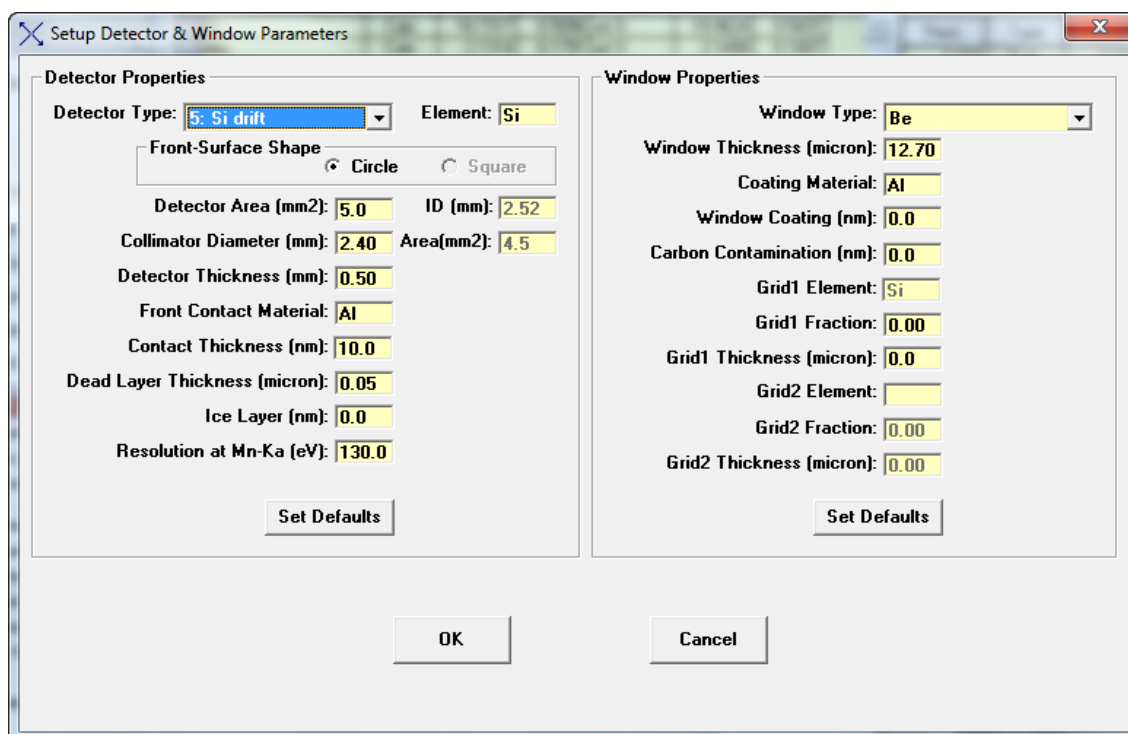 Setup Detector & Window Parameters
Detector Properties
Detector Type: 5: Si drift Element: Si
Front-Surface Shape
Circle Square
Detector Area (mm2): 5.0 ID (mm): 2.52
Collimator Diameter (mm): 2.40 Area(mm2): 4.5
Detector Thickness (mm): 0.50
Front Contact Material: Al
Contact Thickness (nm): 10.0
Dead Layer Thickness (micron): 0.05
Ice Layer (nm): 0.0
Resolution at Mn-Ka (eV): 130.0
Set Defaults
Window Properties
Window Type: Be
Window Thickness (micron): 12.70
Coating Material: Al
Window Coating (nm): 0.0
Carbon Contamination (nm): 0.0
Grid1 Element: Si
Grid1 Fraction: 0.00
Grid1 Thickness (micron): 0.0
Grid2 Element:
Grid2 Fraction: 0.00
Grid2 Thickness (micron): 0.00
Set Defaults
OK Cancel